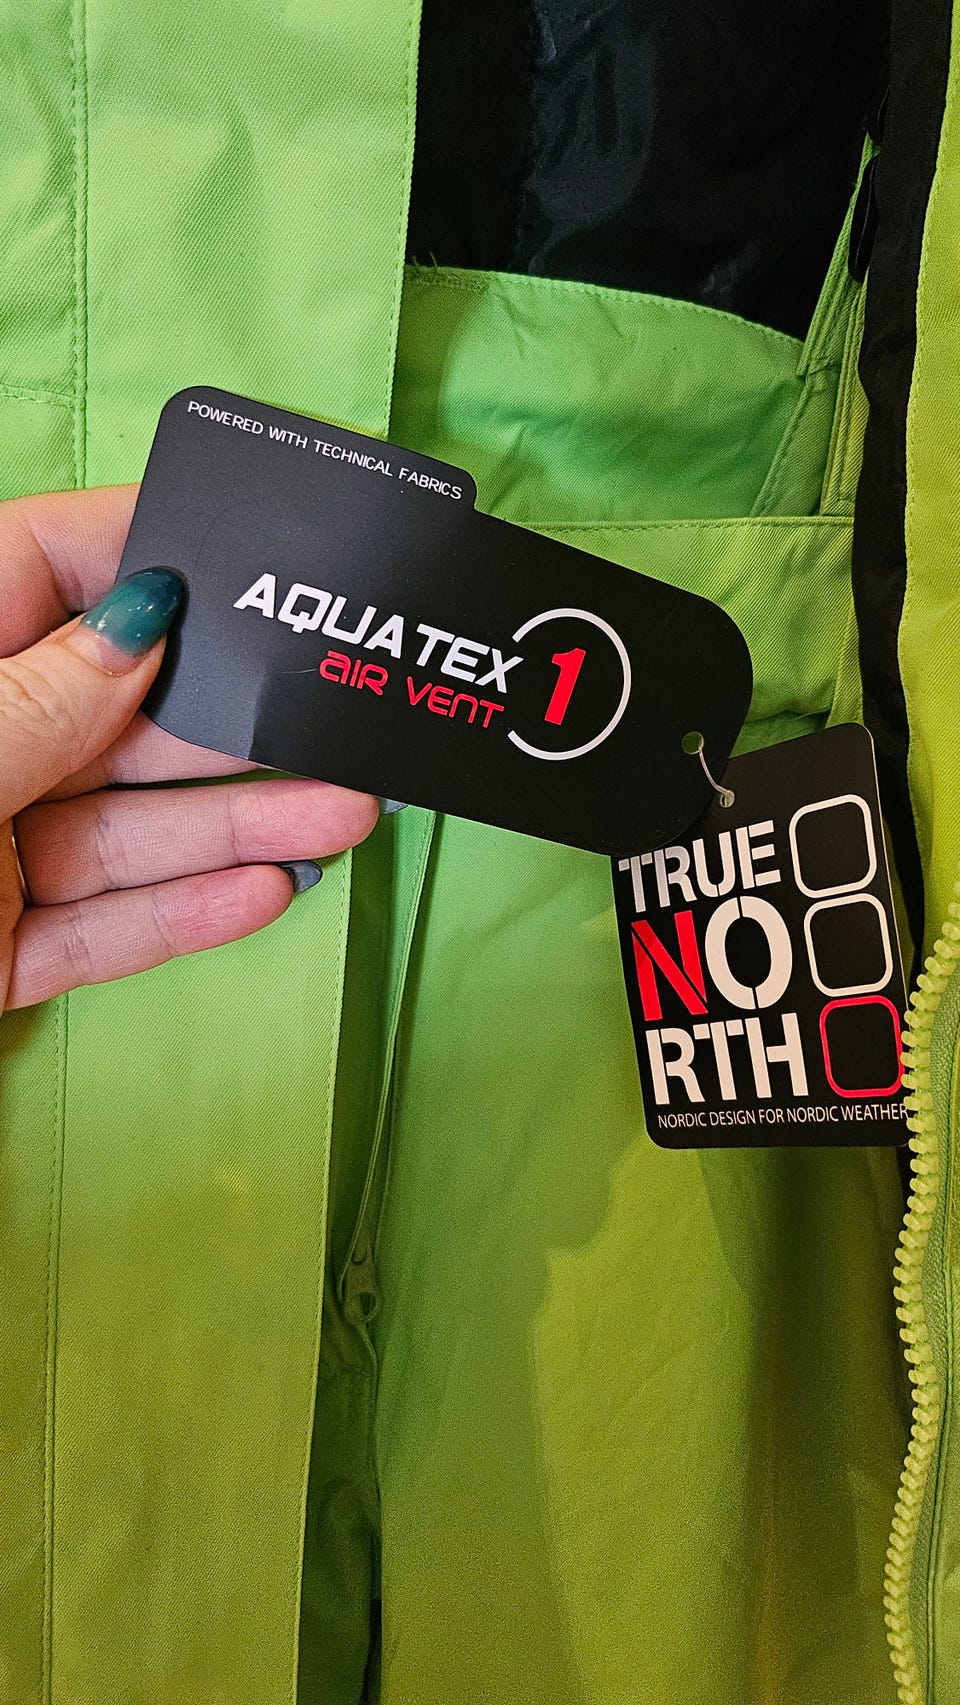 POWERED WITH TECHNICAL FABRICS
AQUATEX
AIR VENT
1
TRUE
NO
RTH
NORDIC DESIGN FOR NORDIC WEATHER